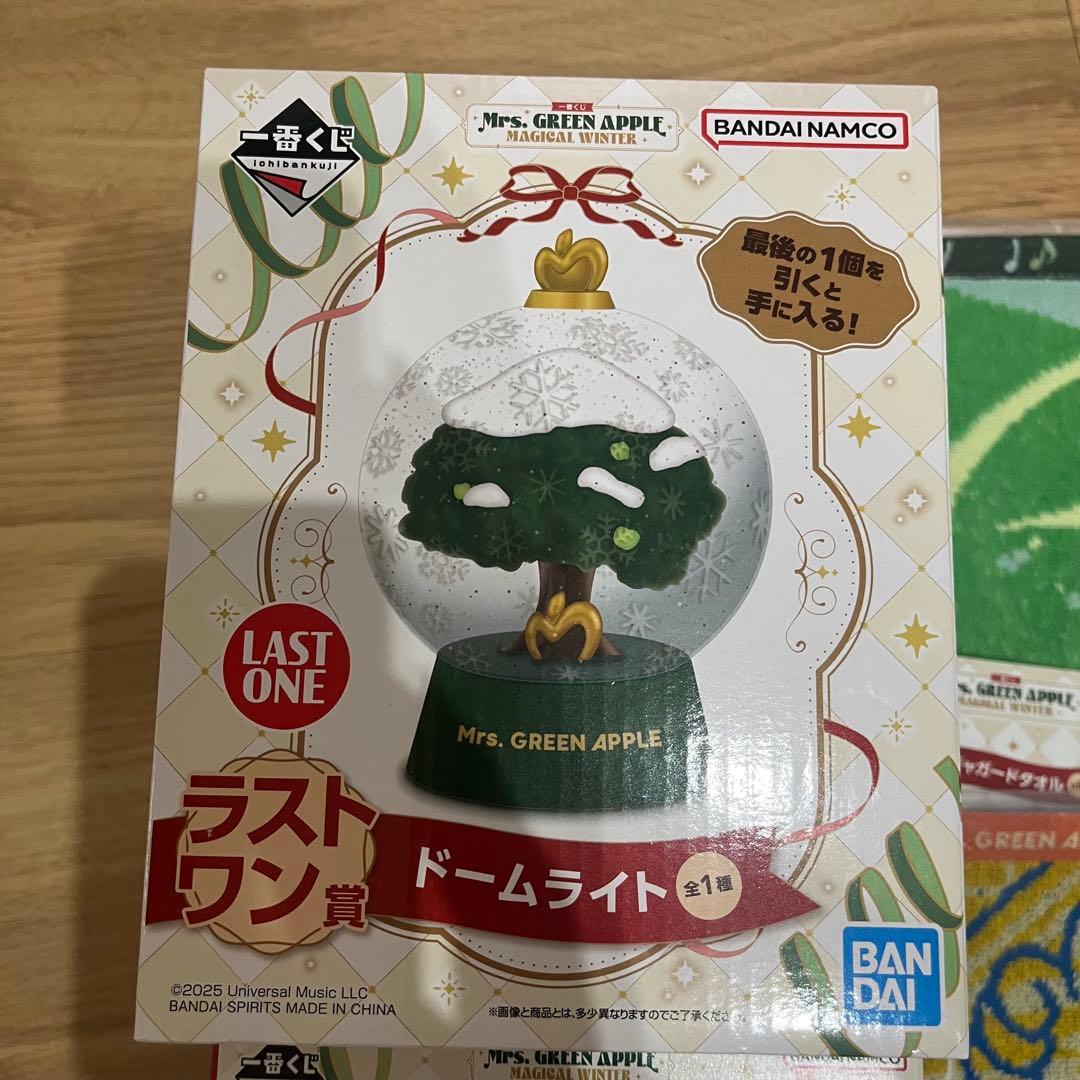 一番くじ
ichibankuji
一番くじ
Mrs. GREEN APPLE
MAGICAL WINTER
BANDAI NAMCO
最後の1個を
引くと
手に入る!
Mrs. GREEN APPLE
LAST
ONE
ラスト
ワン賞
ドームライト
全1種
©2025 Universal Music LLC
BANDAI SPIRITS MADE IN CHINA
※画像と商品とは、多少異なりますのでご了承くださ
BAN
DAI
GREEN APPLE
MAGICAL WINTER
ャガードタオル
GREEN A
一番くじ
Mrs. GREEN APPLE
MAGICAL WINTER
BANDAI NAMCO